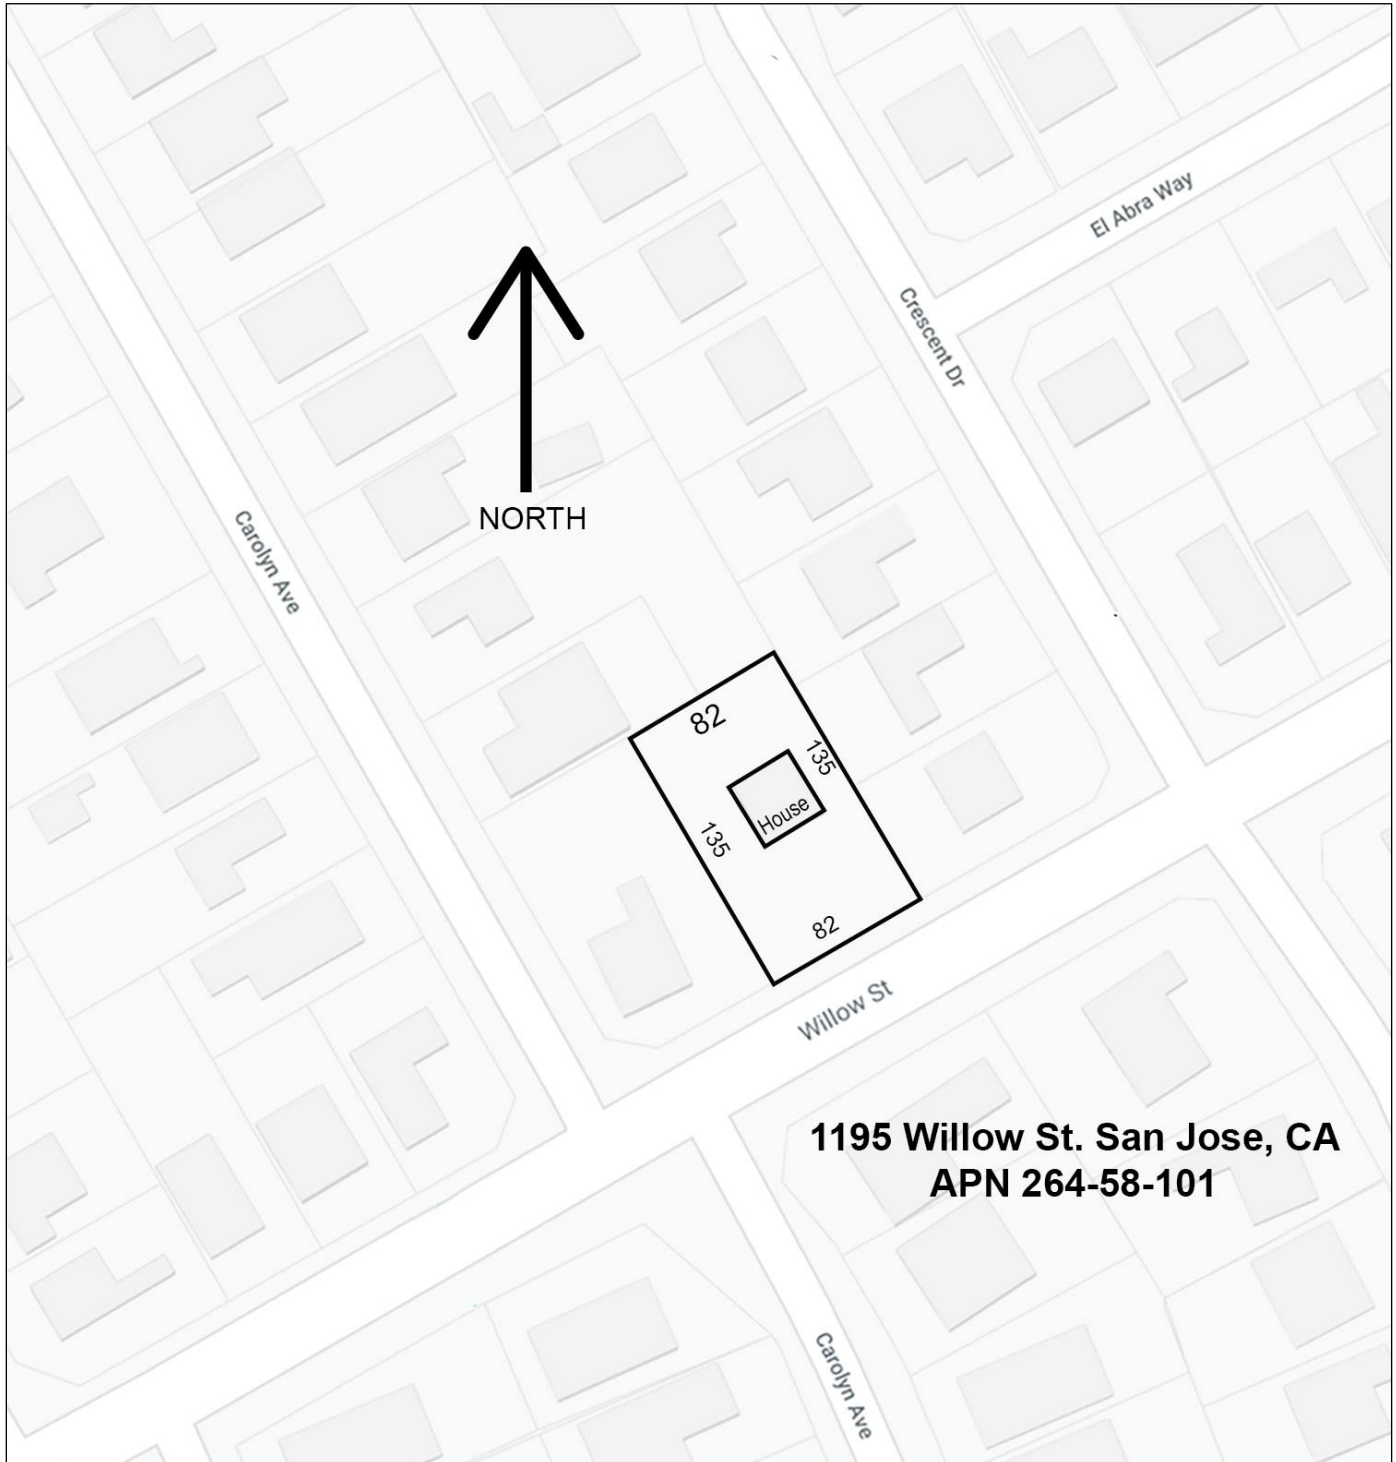 El Abra Way
Crescent Dr
NORTH
Carolyn Ave
82
135
House
135
82
Willow St
1195 Willow St. San Jose, CA
APN 264-58-101
Carolyn Ave